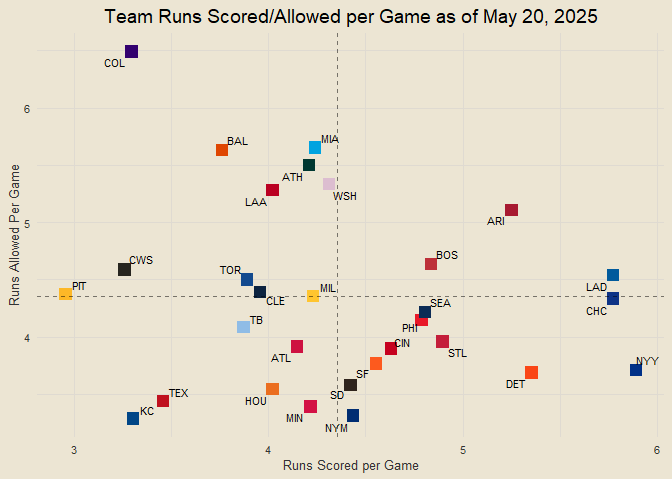 Team Runs Scored/Allowed per Game as of May 20, 2025
COL
6
BAL
MIA
ATH
LAA
WSH
ARI
5
CWS
BOS
TOR
PIT
MIL
LAD
CLE
SEA
CHC
TB
PHI
4
ATL
CIN
STL
SF
NYY
DET
TEX
SD
HOU
KC
MIN
NYM
Runs Allowed Per Game
3
4
5
6
Runs Scored per Game